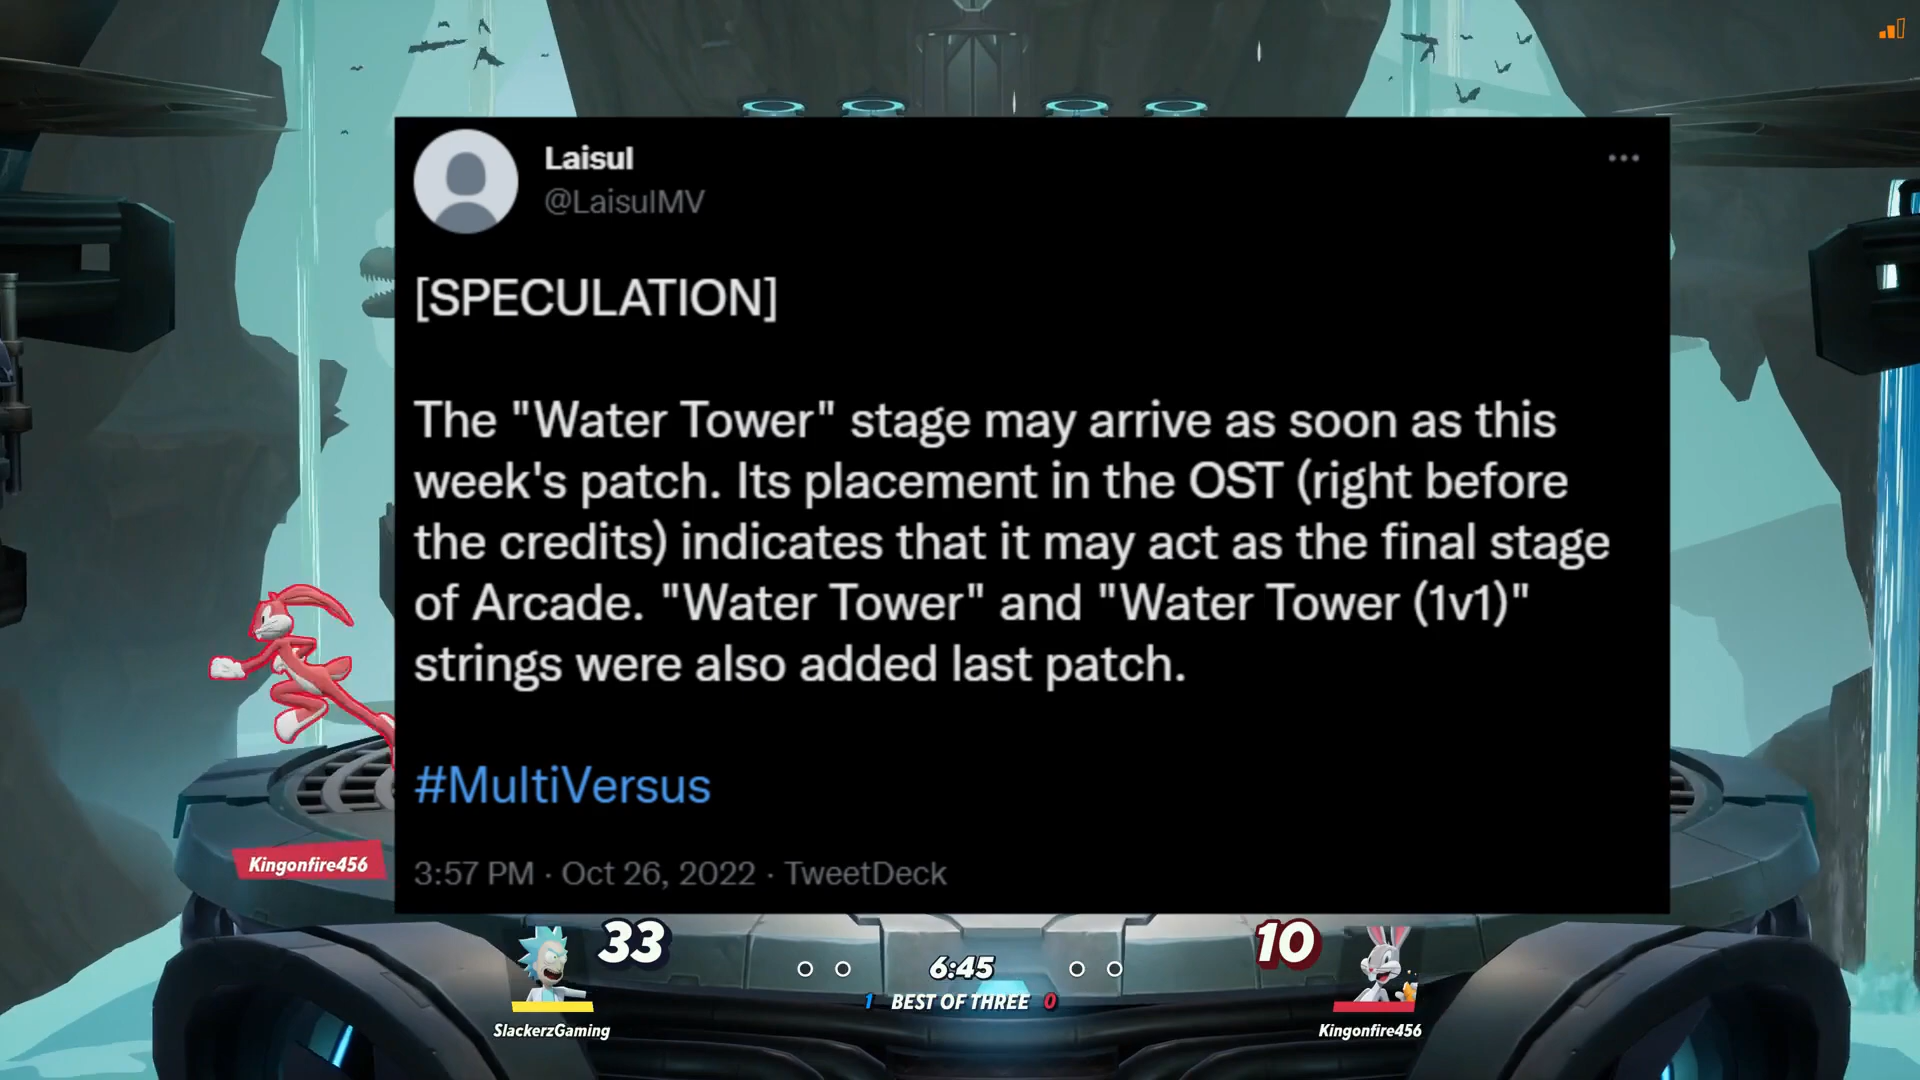 Laisul
@LaisulMV
[SPECULATION]
The "Water Tower" stage may arrive as soon as this
week's patch. Its placement in the OST (right before
the credits) indicates that it may act as the final stage
of Arcade. "Water Tower" and "Water Tower (1v1)"
strings were also added last patch.
#MultiVersus
3:57 PM · Oct 26, 2022 · TweetDeck
Kingonfire456
33
6:45
10
1 BEST OF THREE 0
SlackerzGaming
Kingonfire456